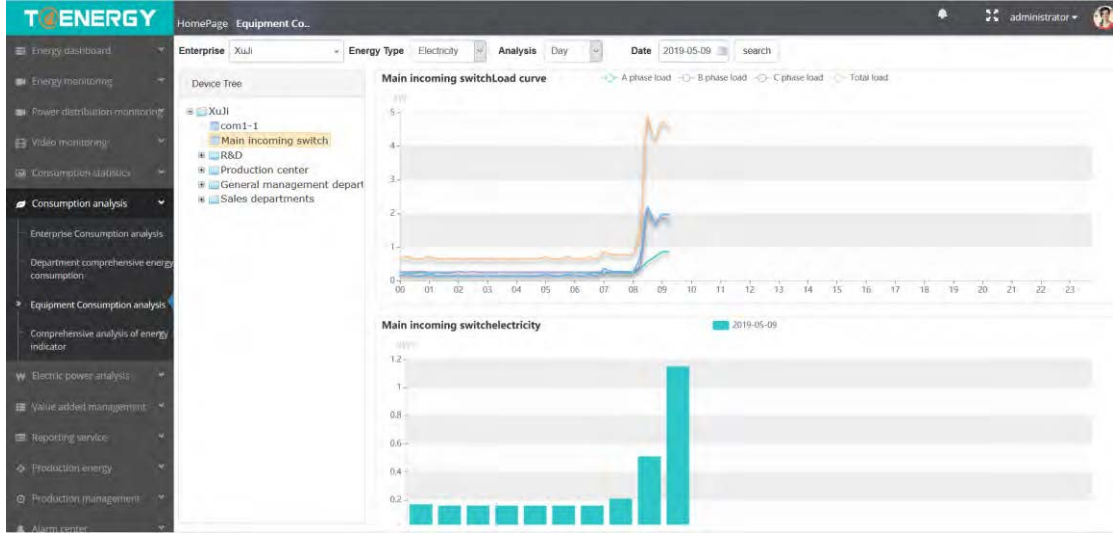 TOENERGY
HomePage Equipment Co..
administrator
Energy dashboard
Energy monitoring
Power distribution monitoring
Video monitoring
Consumption statistics
Consumption analysis
Enterprise Consumption analysis
Department comprehensive energy
consumption
Equipment Consumption analysis
Comprehensive analysis of energy
indicator
Electric power analysis
Value added management
Reporting service
Production energy
Production management
Alarm center
Enterprise XuJi Energy Type Electricity Analysis Day Date 2019-05-09 search
Device Tree
XuJi
com1-1
Main incoming switch
R&D
Production center
General management depart
Sales departments
Main incoming switchLoad curve
A phase load B phase load C phase load Total load
kW
5
4
3
2
1
0
00 01 02 03 04 05 06 07 08 09 10 11 12 13 14 15 16 17 18 19 20 21 22 23
Main incoming switchelectricity
2019-05-09
1.2
1
0.8
0.6
0.4
0.2